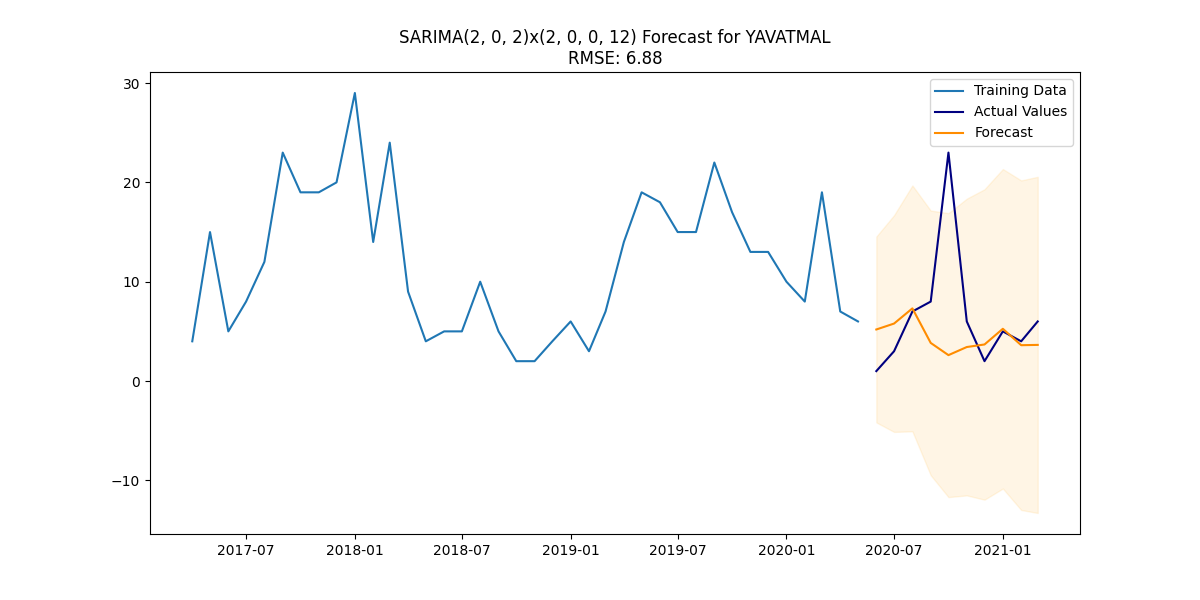 SARIMA(2, 0, 2)x(2, 0, 0, 12) Forecast for YAVATMAL
RMSE: 6.88
Training Data
Actual Values
Forecast
30
20
10
0
−10
2017-07
2018-01
2018-07
2019-01
2019-07
2020-01
2020-07
2021-01